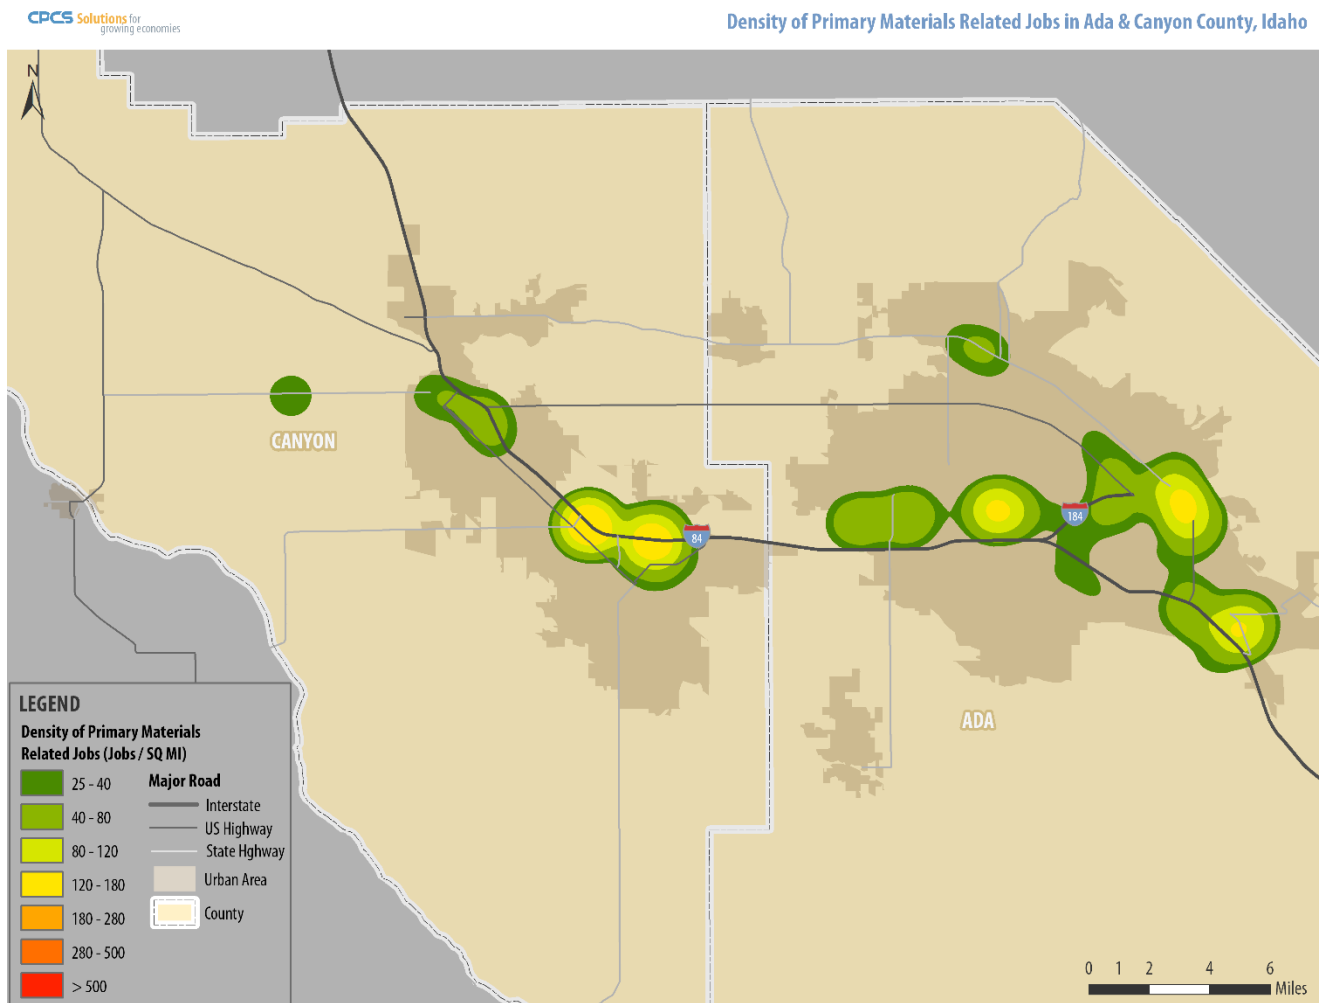 CPCS Solutions for
growing economies
Density of Primary Materials Related Jobs in Ada & Canyon County, Idaho
N
CANYON
84
184
ADA
LEGEND
Density of Primary Materials
Related Jobs (Jobs / SQ MI)
25 - 40
40 - 80
80 - 120
120 - 180
180 - 280
280 - 500
> 500
Major Road
Interstate
US Highway
State Hghway
Urban Area
County
0 1 2 4 6
Miles